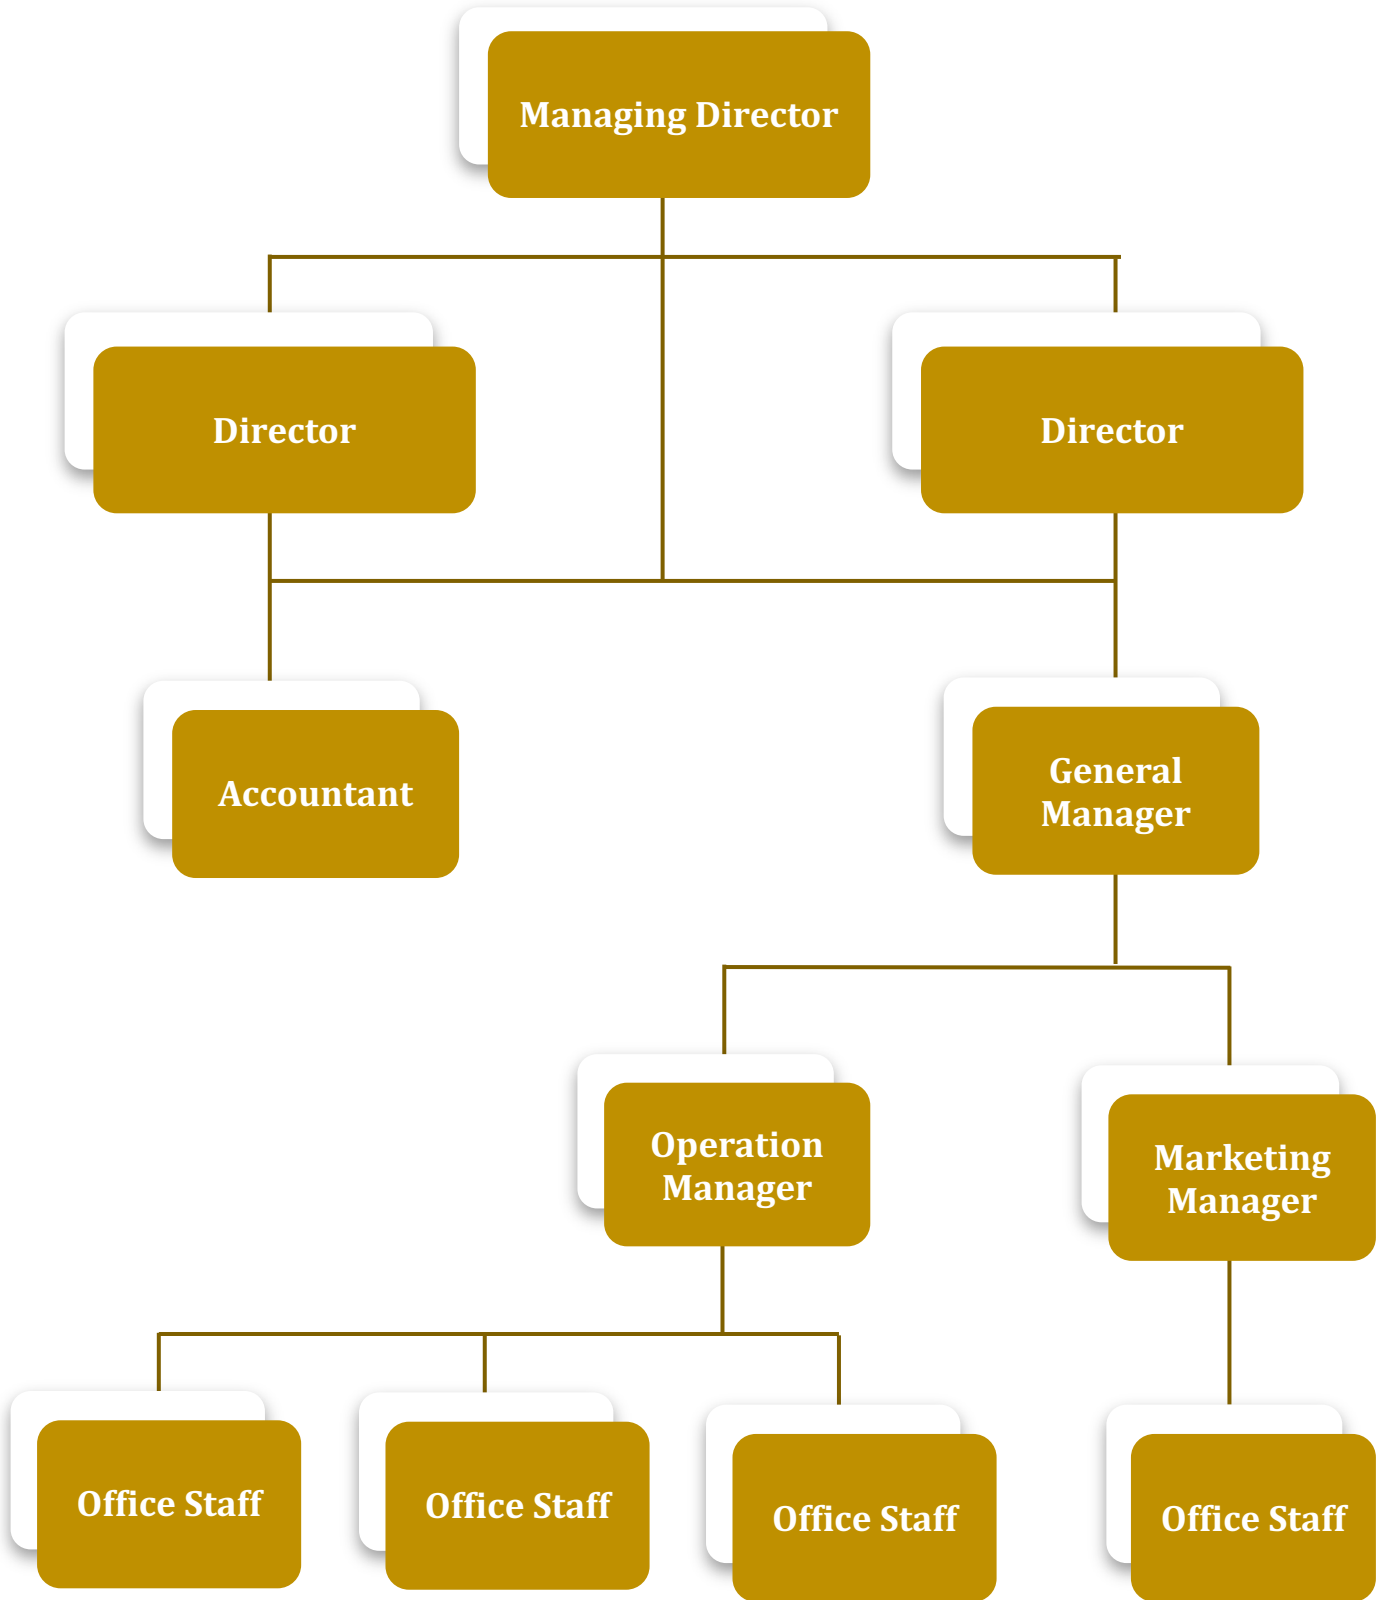 Managing Director
Director
Director
Accountant
General
Manager
Operation
Manager
Marketing
Manager
Office Staff
Office Staff
Office Staff
Office Staff